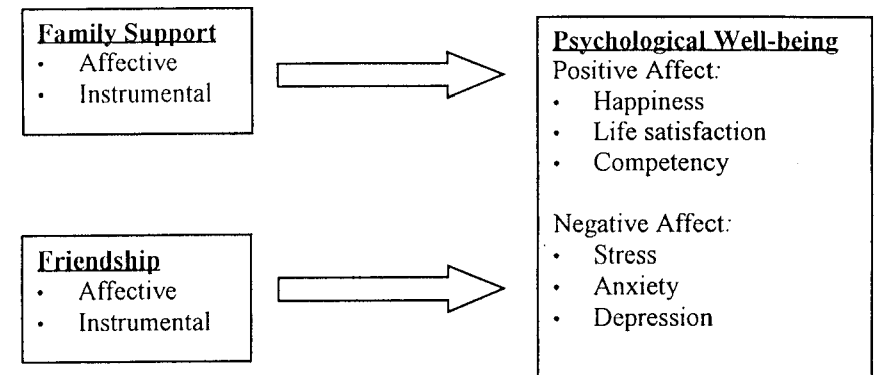 Family Support
• Affective
• Instrumental
Friendship
• Affective
• Instrumental
Psychological Well-being
Positive Affect:
• Happiness
• Life satisfaction
• Competency
Negative Affect:
• Stress
• Anxiety
• Depression